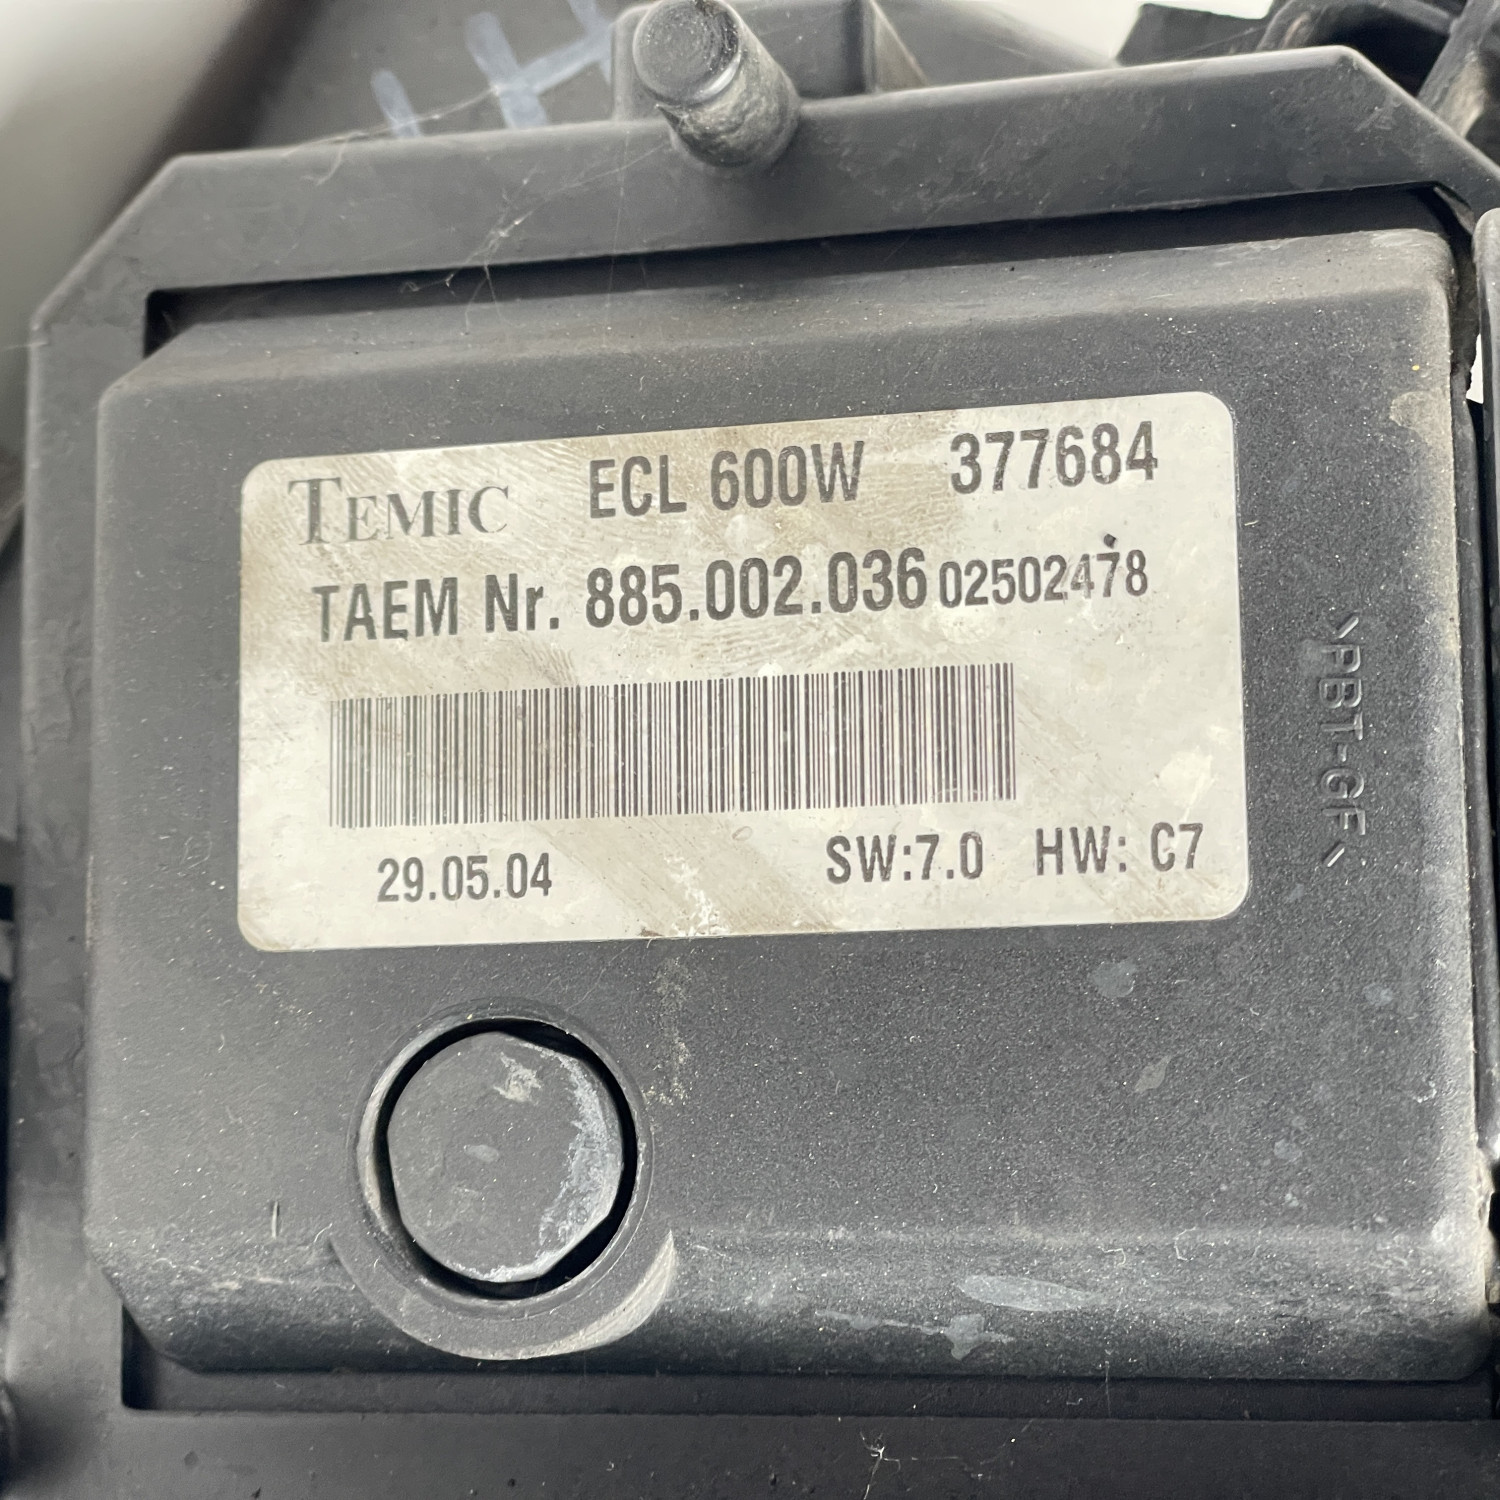 TEMIC ECL 600W 377684
TAEM Nr. 885.002.036 02502478
29.05.04 SW:7.0 HW: C7
>PBT-GF<